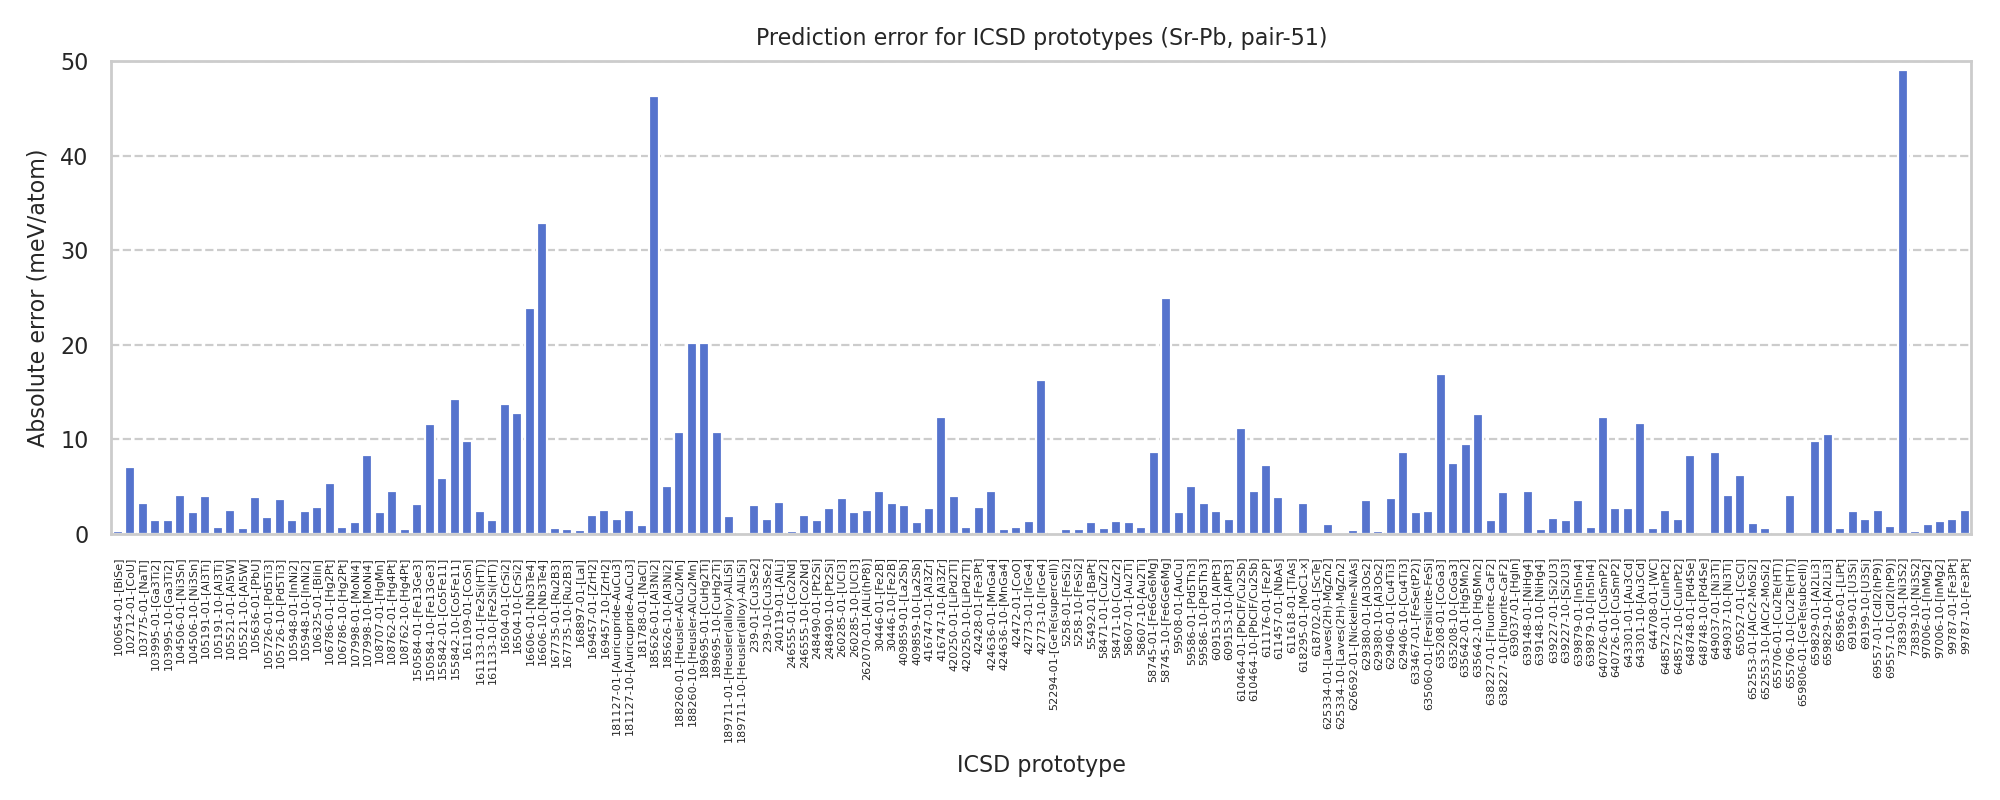 Prediction error for ICSD prototypes (Sr-Pb, pair-51)
Absolute error (meV/atom)
50
40
30
20
10
0
100654-01-[BiSe]
102712-01-[CoU]
103775-01-[NaTl]
103995-01-[Ga3Ti2]
103995-10-[Ga3Ti2]
104506-01-[Ni3Sn]
104506-10-[Ni3Sn]
105191-01-[Al3Ti]
105191-10-[Al3Ti]
105521-01-[Al5W]
105521-10-[Al5W]
105636-01-[PbU]
105726-01-[Pd5Ti3]
105726-10-[Pd5Ti3]
105948-01-[InNi2]
105948-10-[InNi2]
106325-01-[BiIn]
106786-01-[Hg2Pt]
106786-10-[Hg2Pt]
107998-01-[MoNi4]
107998-10-[MoNi4]
108707-01-[HgMn]
108762-01-[Hg4Pt]
108762-10-[Hg4Pt]
150584-01-[Fe13Ge3]
150584-10-[Fe13Ge3]
155842-01-[Co5Fe11]
155842-10-[Co5Fe11]
161109-01-[CoSn]
161133-01-[Fe2Si(HT)]
161133-10-[Fe2Si(HT)]
16504-01-[CrSi2]
16504-10-[CrSi2]
16606-01-[Nb3Te4]
16606-10-[Nb3Te4]
167735-01-[Ru2B3]
167735-10-[Ru2B3]
168897-01-[LaI]
169457-01-[ZrH2]
169457-10-[ZrH2]
181127-01-[Auricupride-AuCu3]
181127-10-[Auricupride-AuCu3]
181788-01-[NaCl]
185626-01-[Al3Ni2]
185626-10-[Al3Ni2]
188260-01-[Heusler-AlCu2Mn]
188260-10-[Heusler-AlCu2Mn]
189695-01-[CuHg2Ti]
189695-10-[CuHg2Ti]
189711-01-[Heusler(alloy)-AlLiSi]
189711-10-[Heusler(alloy)-AlLiSi]
239-01-[Cu3Se2]
239-10-[Cu3Se2]
240119-01-[AlLi]
246555-01-[Co2Nd]
246555-10-[Co2Nd]
248490-01-[Pt2Si]
248490-10-[Pt2Si]
260285-01-[UCl3]
260285-10-[UCl3]
262070-01-[AlLi(hP8)]
30446-01-[Fe2B]
30446-10-[Fe2B]
409859-01-[La2Sb]
409859-10-[La2Sb]
416747-01-[Al3Zr]
416747-10-[Al3Zr]
420250-01-[LiPd2Tl]
420250-10-[LiPd2Tl]
42428-01-[Fe3Pt]
424636-01-[MnGa4]
424636-10-[MnGa4]
42472-01-[CoO]
42773-01-[IrGe4]
42773-10-[IrGe4]
52294-01-[GeTe(supercell)]
5258-01-[FeSi2]
5258-10-[FeSi2]
55492-01-[BaPt]
58471-01-[CuZr2]
58471-10-[CuZr2]
58607-01-[Au2Ti]
58607-10-[Au2Ti]
58745-01-[Fe6Ge6Mg]
58745-10-[Fe6Ge6Mg]
59508-01-[AuCu]
59586-01-[Pd5Th3]
59586-10-[Pd5Th3]
609153-01-[AlPt3]
609153-10-[AlPt3]
610464-01-[PbClF/Cu2Sb]
610464-10-[PbClF/Cu2Sb]
611176-01-[Fe2P]
611457-01-[NbAs]
611618-01-[TiAs]
618295-01-[MoC1-x]
618702-01-[ScTe]
625334-01-[Laves(2H)-MgZn2]
625334-10-[Laves(2H)-MgZn2]
626692-01-[Nickeline-NiAs]
629380-01-[Al3Os2]
629380-10-[Al3Os2]
629406-01-[Cu4Ti3]
629406-10-[Cu4Ti3]
633467-01-[FeSe(tP2)]
635060-01-[Fersilicite-FeSi]
635208-01-[CoGa3]
635208-10-[CoGa3]
635642-01-[Hg5Mn2]
635642-10-[Hg5Mn2]
638227-01-[Fluorite-CaF2]
638227-10-[Fluorite-CaF2]
639037-01-[HgIn]
639148-01-[NiHg4]
639148-10-[NiHg4]
639227-01-[Si2U3]
639227-10-[Si2U3]
639879-01-[In5In4]
639879-10-[In5In4]
640726-01-[CuSmP2]
640726-10-[CuSmP2]
643301-01-[Au3Cd]
643301-10-[Au3Cd]
644708-01-[WC]
648572-01-[CuInPt2]
648572-10-[CuInPt2]
648748-01-[Pd4Se]
648748-10-[Pd4Se]
649037-01-[Ni3Ti]
649037-10-[Ni3Ti]
650527-01-[CsCl]
652553-01-[AlCr2-MoSi2]
652553-10-[AlCr2-MoSi2]
655706-01-[Cu2Te(HT)]
655706-10-[Cu2Te(HT)]
659806-01-[GeTe(subcell)]
659829-01-[Al2Li3]
659829-10-[Al2Li3]
659856-01-[LiPt]
69199-01-[U3Si]
69199-10-[U3Si]
69557-01-[CdI2(hP9)]
69557-10-[CdI2(hP9)]
73839-01-[Ni3S2]
73839-10-[Ni3S2]
97006-01-[InMg2]
97006-10-[InMg2]
99787-01-[Fe3Pt]
99787-10-[Fe3Pt]
ICSD prototype